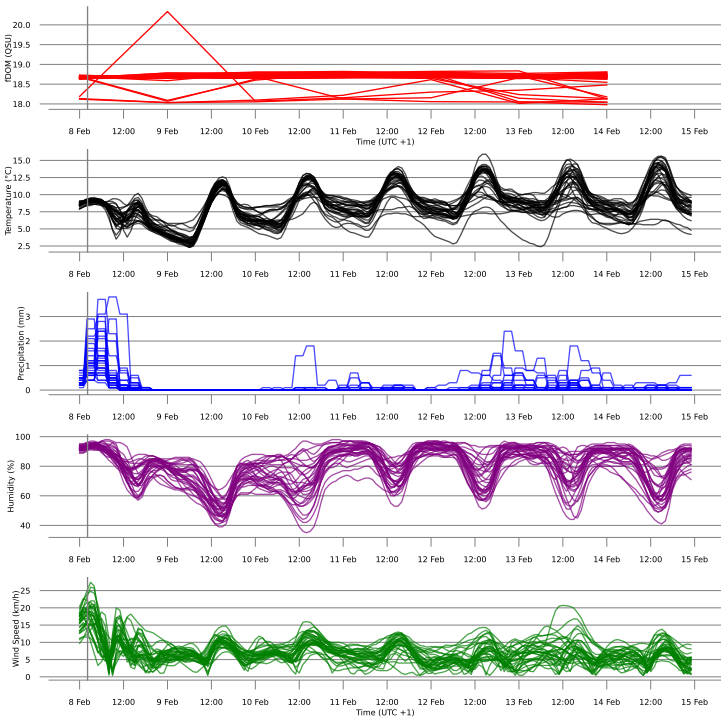 20.0
19.5
19.0
18.5
18.0
fDOM (QSU)
8 Feb 12:00 9 Feb 12:00 10 Feb 12:00 11 Feb 12:00 12 Feb 12:00 13 Feb 12:00 14 Feb 12:00 15 Feb
Time (UTC +1)
15.0
12.5
10.0
7.5
5.0
2.5
Temperature (°C)
8 Feb 12:00 9 Feb 12:00 10 Feb 12:00 11 Feb 12:00 12 Feb 12:00 13 Feb 12:00 14 Feb 12:00 15 Feb
3
2
1
0
Precipitation (mm)
8 Feb 12:00 9 Feb 12:00 10 Feb 12:00 11 Feb 12:00 12 Feb 12:00 13 Feb 12:00 14 Feb 12:00 15 Feb
100
80
60
40
Humidity (%)
8 Feb 12:00 9 Feb 12:00 10 Feb 12:00 11 Feb 12:00 12 Feb 12:00 13 Feb 12:00 14 Feb 12:00 15 Feb
25
20
15
10
5
0
Wind Speed (km/h)
8 Feb 12:00 9 Feb 12:00 10 Feb 12:00 11 Feb 12:00 12 Feb 12:00 13 Feb 12:00 14 Feb 12:00 15 Feb
Time (UTC +1)